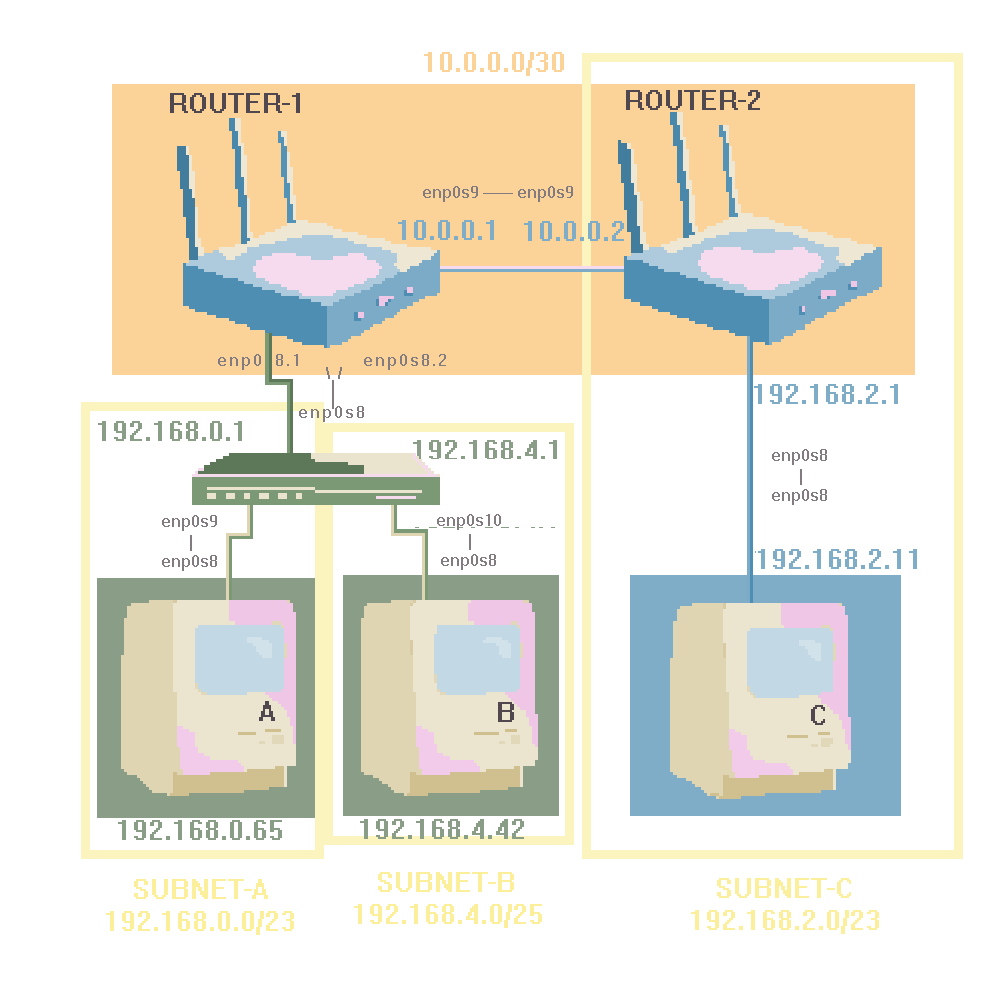 10.0.0.0/30
ROUTER-1
ROUTER-2
enp0s9
enp0s9
10.0.0.1
10.0.0.2
enp0 8.1
enp0s8.2
enp0s8
192.168.2.1
192.168.0.1
192.168.4.1
enp0s8
enp0s8
enp0s9
enp0s8
enp0s10
enp0s8
192.168.2.11
A
B
C
192.168.0.65
192.168.4.42
SUBNET-A
192.168.0.0/23
SUBNET-B
192.168.4.0/25
SUBNET-C
192.168.2.0/23